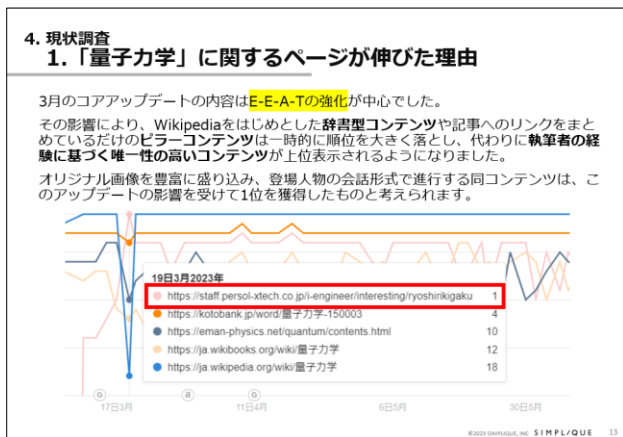 4. 現状調査
1.「量子力学」に関するページが伸びた理由
3月のコアアップデートの内容はE-E-A-Tの強化が中心でした。
その影響により、Wikipediaをはじめとした辞書型コンテンツや記事へのリンクをまと
めているだけのピラーコンテンツは一時的に順位を大きく落とし、代わりに執筆者の経
験に基づく唯一性の高いコンテンツが上位表示されるようになりました。
オリジナル画像を豊富に盛り込み、登場人物の会話形式で進行する同コンテンツは、こ
のアップデートの影響を受けて1位を獲得したものと考えられます。
19日3月2023年
https://staff.persol-xtech.co.jp/i-engineer/interesting/ryoshirikigaku 1
https://kotobank.jp/word/量子力学-150003 4
https://eman-physics.net/quantum/contents.html 10
https://ja.wikibooks.org/wiki/量子力学 12
https://ja.wikipedia.org/wiki/量子力学 18
17日3月 11日4月 6日5月 30日5月
©2023 SIMPLIQUE, INC SIMPL/QUE 13